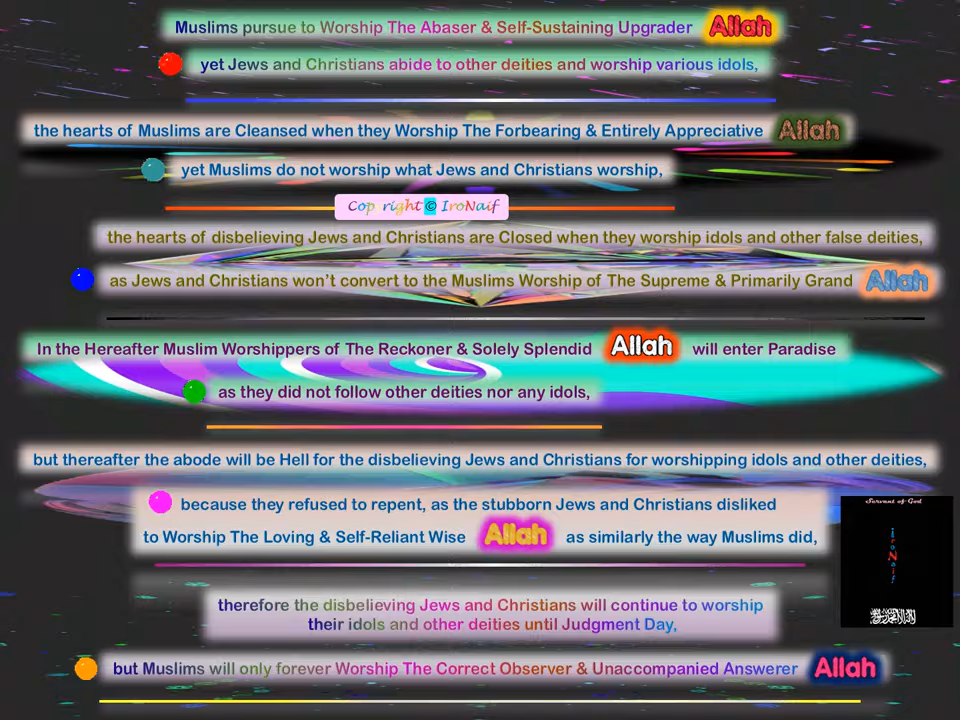 Muslims pursue to Worship The Abaser & Self-Sustaining Upgrader Allah
yet Jews and Christians abide to other deities and worship various idols,
the hearts of Muslims are Cleansed when they Worship The Forbearing & Entirely Appreciative Allah
yet Muslims do not worship what Jews and Christians worship,
Cop right © IroNaif
the hearts of disbelieving Jews and Christians are Closed when they worship idols and other false deities,
as Jews and Christians won't convert to the Muslims Worship of The Supreme & Primarily Grand Allah
In the Hereafter Muslim Worshippers of The Reckoner & Solely Splendid Allah will enter Paradise
as they did not follow other deities nor any idols,
but thereafter the abode will be Hell for the disbelieving Jews and Christians for worshipping idols and other deities,
because they refused to repent, as the stubborn Jews and Christians disliked
to Worship The Loving & Self-Reliant Wise Allah as similarly the way Muslims did,
Servant of God
IroNaif
therefore the disbelieving Jews and Christians will continue to worship
their idols and other deities until Judgment Day,
but Muslims will only forever Worship The Correct Observer & Unaccompanied Answerer Allah